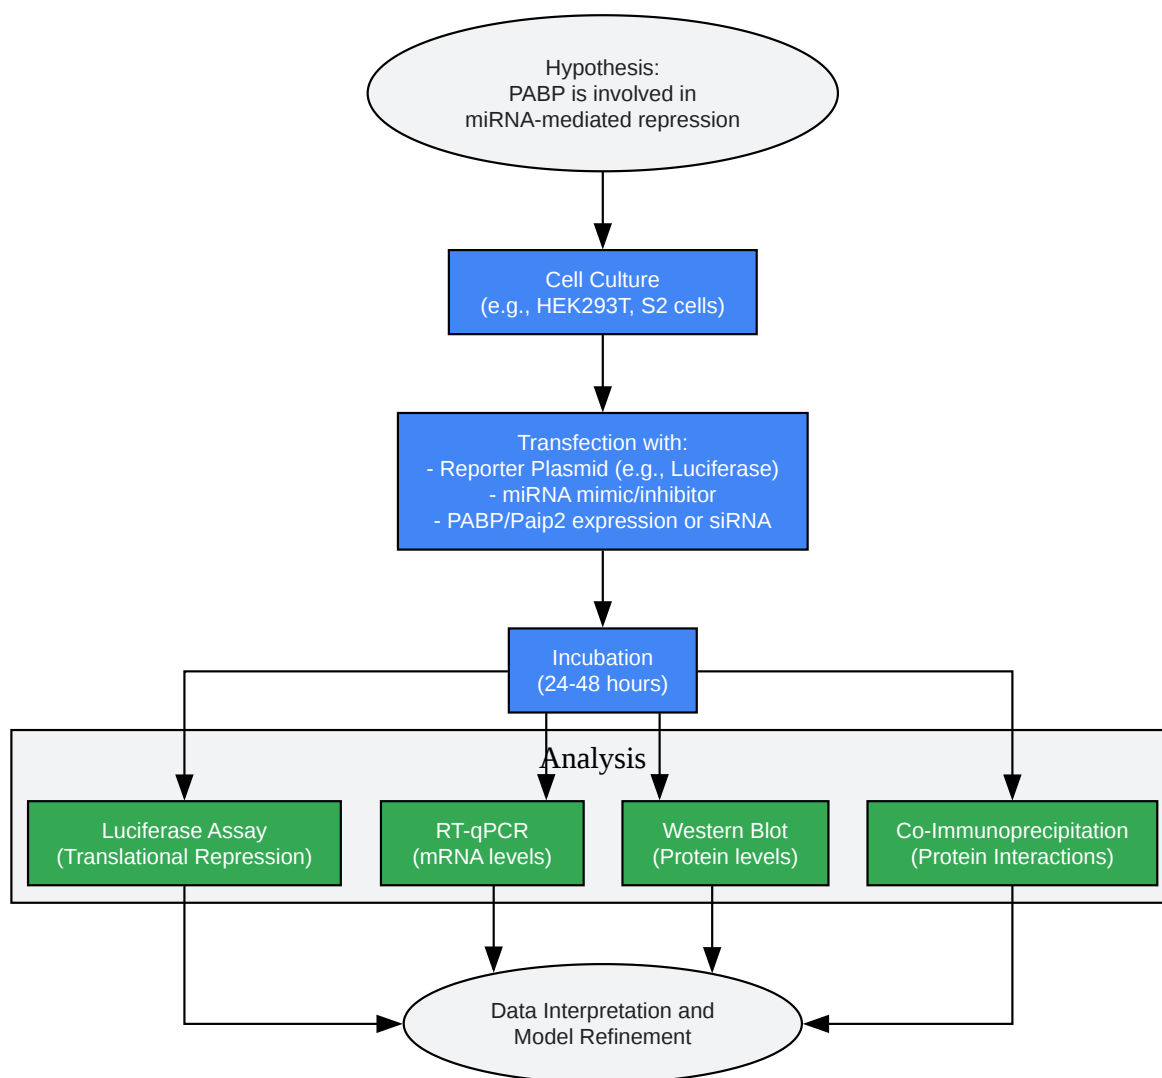 Hypothesis:
PABP is involved in
miRNA-mediated repression
Cell Culture
(e.g., HEK293T, S2 cells)
Transfection with:
- Reporter Plasmid (e.g., Luciferase)
- miRNA mimic/inhibitor
- PABP/Paip2 expression or siRNA
Incubation
(24-48 hours)
Analysis
Luciferase Assay
(Translational Repression)
RT-qPCR
(mRNA levels)
Western Blot
(Protein levels)
Co-Immunoprecipitation
(Protein Interactions)
Data Interpretation and
Model Refinement